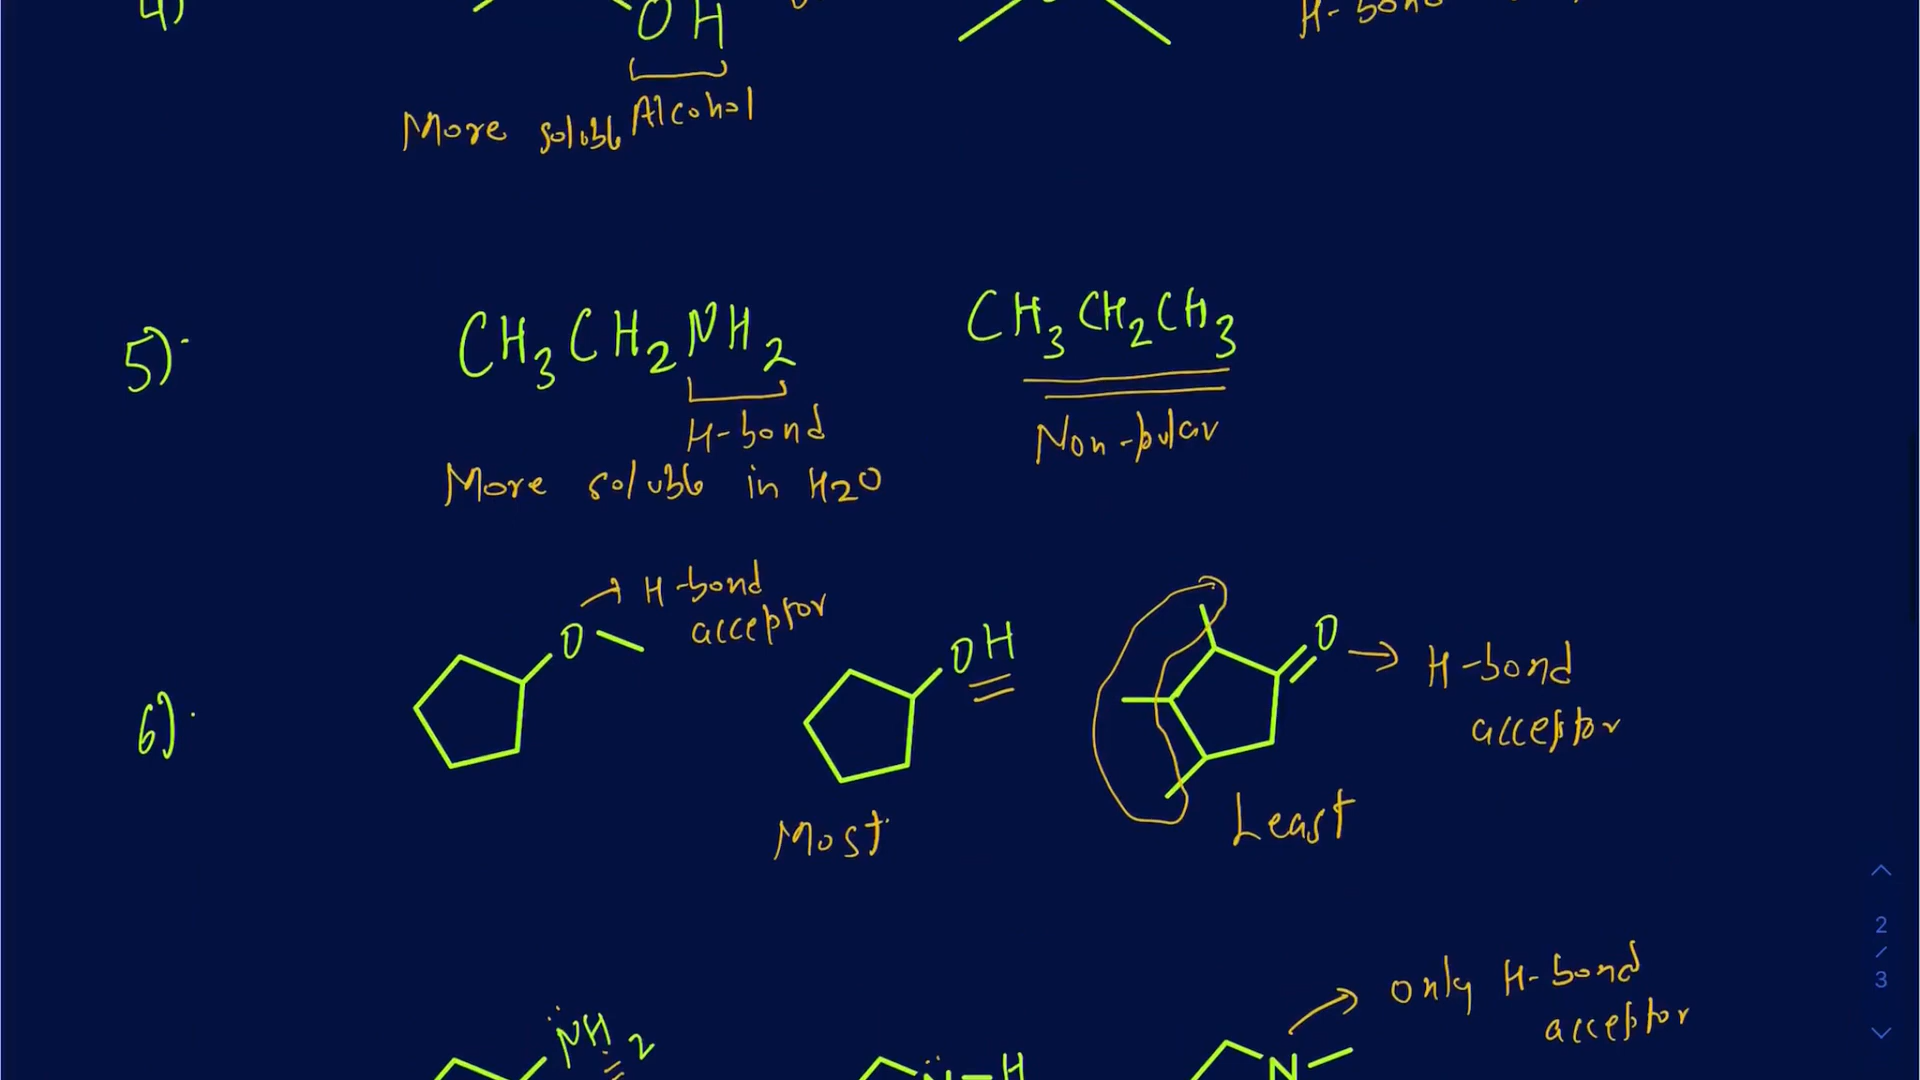 4)
OH
H-bond
Alcohol
More soluble
5)
CH3CH2NH2
CH3CH2CH3
H-bond
Non-polar
More soluble in H2O
6)
O
H-bond
acceptor
OH
O
H-bond
acceptor
Most
Least
only H-bond
acceptor
NH2
N-H
N
2
/
3